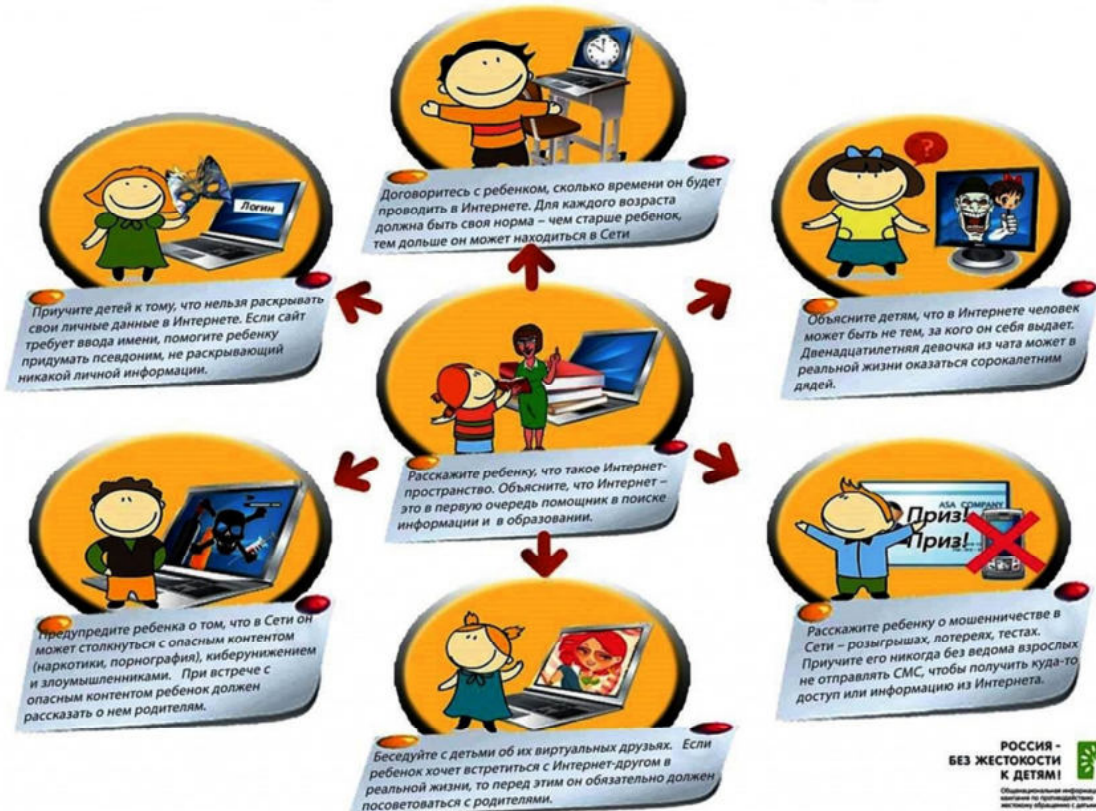 Договоритесь с ребенком, сколько времени он будет
проводить в Интернете. Для каждого возраста
должна быть своя норма – чем старше ребенок,
тем дольше он может находиться в Сети
Логин
Приучите детей к тому, что нельзя раскрывать
свои личные данные в Интернете. Если сайт
требует ввода имени, помогите ребенку
придумать псевдоним, не раскрывающий
никакой личной информации.
?
Объясните детям, что в Интернете человек
может быть не тем, за кого он себя выдает.
Двенадцатилетняя девочка из чата может в
реальной жизни оказаться сорокалетним
дядей.
Расскажите ребенку, что такое Интернет-
пространство. Объясните, что Интернет –
это в первую очередь помощник в поиске
информации и в образовании.
Предупредите ребенка о том, что в Сети он
может столкнуться с опасным контентом
(наркотики, порнография), киберунижением
и злоумышленниками. При встрече с
опасным контентом ребенок должен
рассказать о нем родителям.
ASA COMPANY
Приз!
Приз!
Расскажите ребенку о мошенничестве в
Сети – розыгрышах, лотереях, тестах.
Приучите его никогда без ведома взрослых
не отправлять СМС, чтобы получить куда-то
доступ или информацию из Интернета.
Беседуйте с детьми об их виртуальных друзьях. Если
ребенок хочет встретиться с Интернет-другом в
реальной жизни, то перед этим он обязательно должен
посоветоваться с родителями.
РОССИЯ -
БЕЗ ЖЕСТОКОСТИ
К ДЕТЯМ!